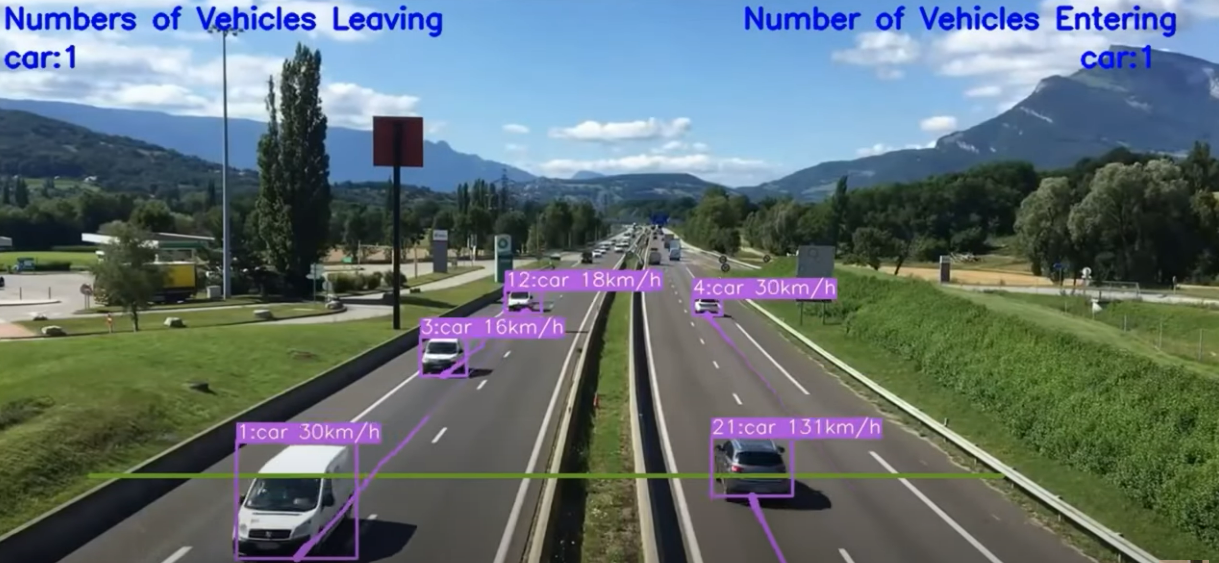 Numbers of Vehicles Leaving
car:1
Number of Vehicles Entering
car:1
12:car 18km/h
4:car 30km/h
3:car 16km/h
1:car 30km/h
21:car 131km/h